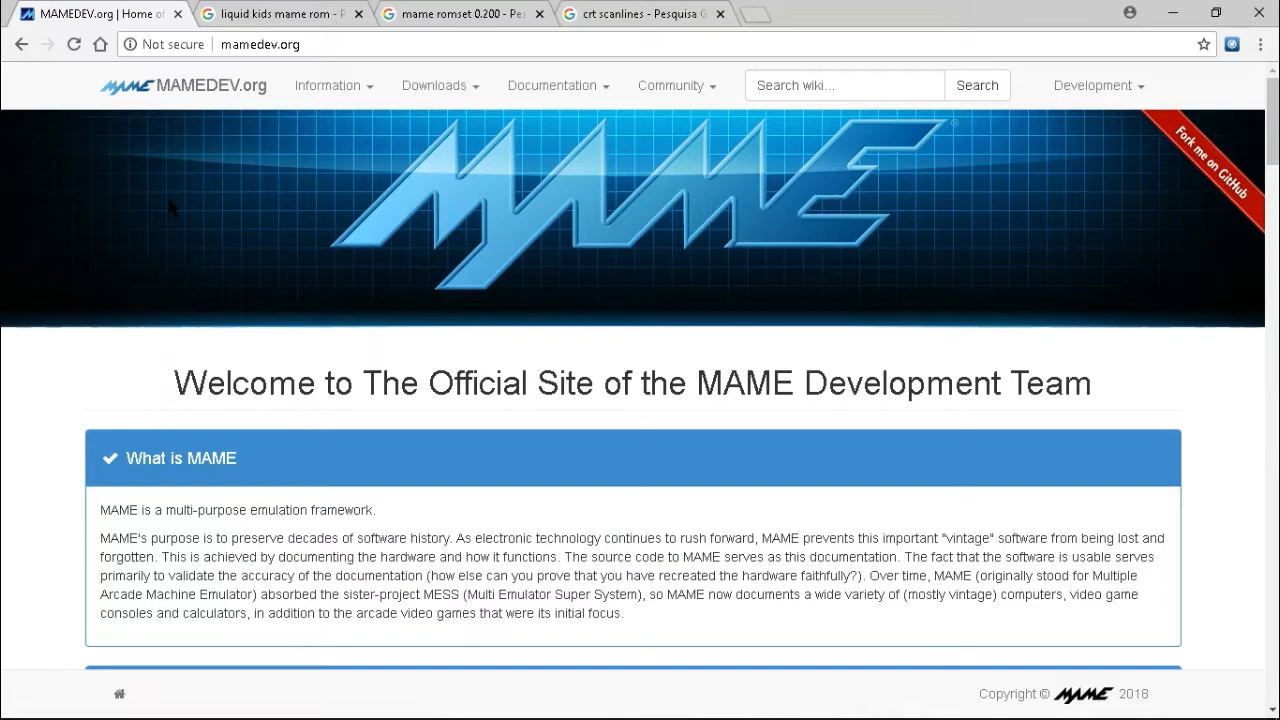 MAMEDEV.org | Home of
liquid kids mame rom - P
mame romset 0.200 - Pes
crt scanlines - Pesquisa G
Not secure
mamedev.org
MAME MAMEDEV.org
Information
Downloads
Documentation
Community
Search wiki...
Search
Development
MAME ®
Fork me on GitHub
Welcome to The Official Site of the MAME Development Team
What is MAME
MAME is a multi-purpose emulation framework.
MAME's purpose is to preserve decades of software history. As electronic technology continues to rush forward, MAME prevents this important "vintage" software from being lost and
forgotten. This is achieved by documenting the hardware and how it functions. The source code to MAME serves as this documentation. The fact that the software is usable serves
primarily to validate the accuracy of the documentation (how else can you prove that you have recreated the hardware faithfully?). Over time, MAME (originally stood for Multiple
Arcade Machine Emulator) absorbed the sister-project MESS (Multi Emulator Super System), so MAME now documents a wide variety of (mostly vintage) computers, video game
consoles and calculators, in addition to the arcade video games that were its initial focus.
Copyright © MAME 2018